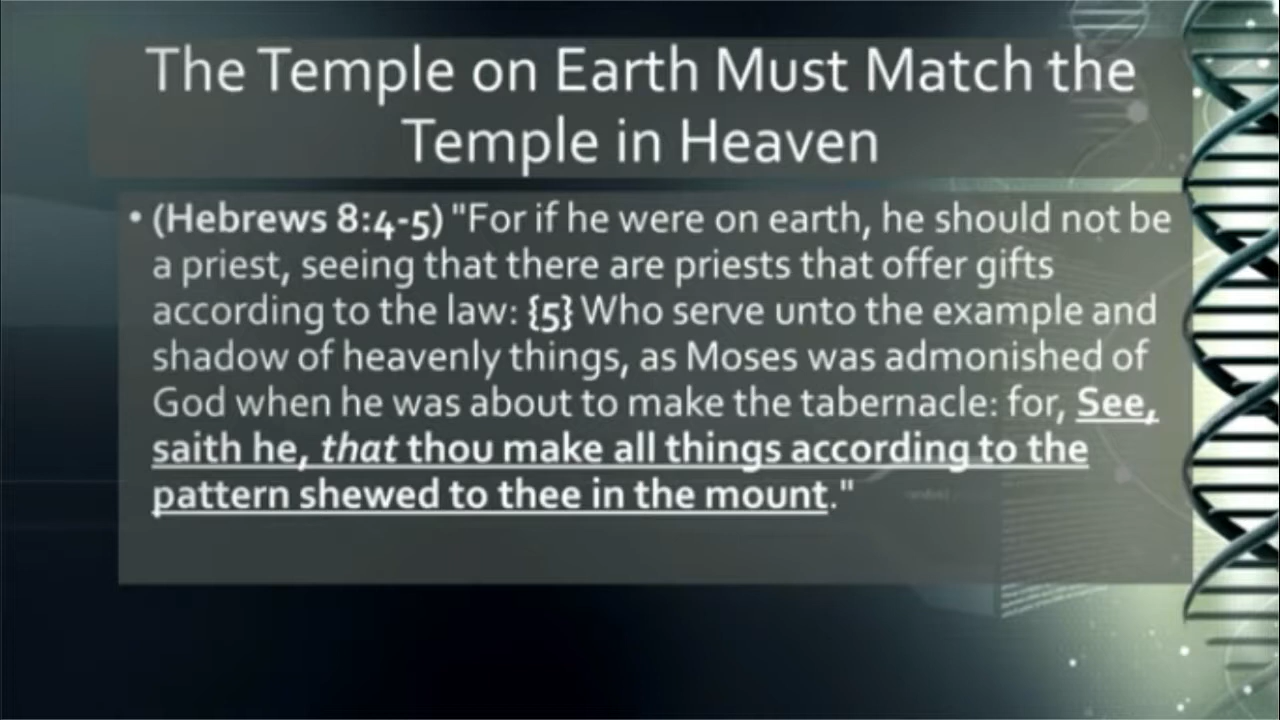 The Temple on Earth Must Match the
Temple in Heaven
• (Hebrews 8:4-5) "For if he were on earth, he should not be
a priest, seeing that there are priests that offer gifts
according to the law: {5} Who serve unto the example and
shadow of heavenly things, as Moses was admonished of
God when he was about to make the tabernacle: for, See,
saith he, that thou make all things according to the
pattern shewed to thee in the mount."